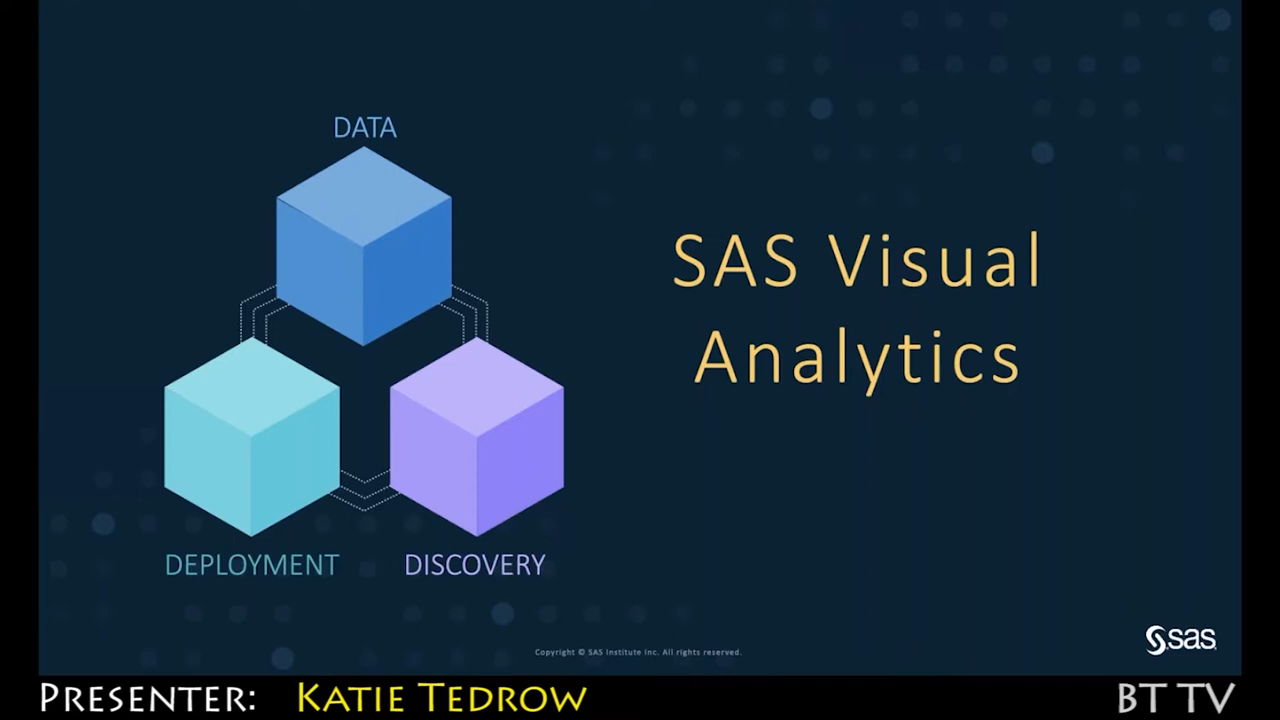 DATA
SAS Visual
Analytics
DEPLOYMENT
DISCOVERY
sas
Copyright © SAS Institute Inc. All rights reserved.
PRESENTER: KATIE TEDROW
BT TV